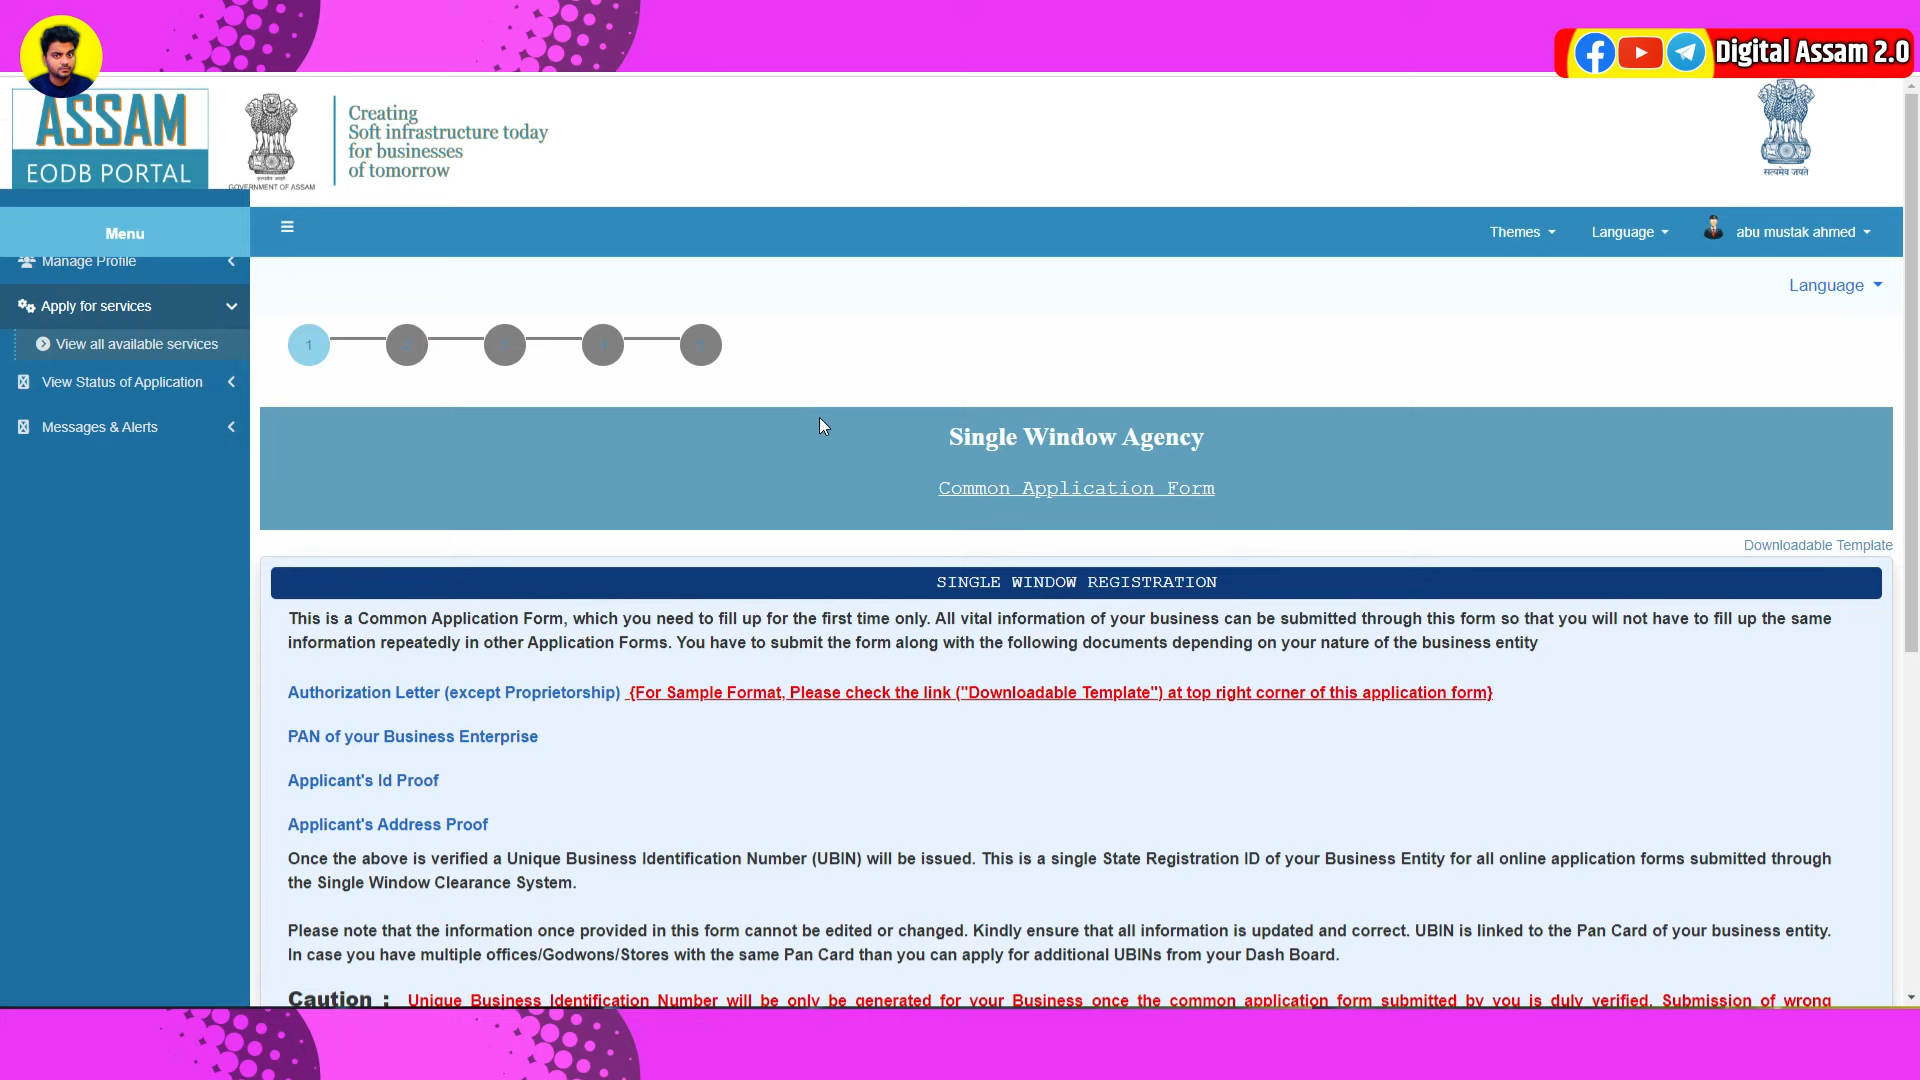 Digital Assam 2.0
ASSAM
EODB PORTAL
GOVERNMENT OF ASSAM
Creating
Soft infrastructure today
for businesses
of tomorrow
सत्यमेव जयते
Menu
Themes
Language
abu mustak ahmed
Manage Profile
Apply for services
View all available services
View Status of Application
Messages & Alerts
Language
1
Single Window Agency
Common Application Form
Downloadable Template
SINGLE WINDOW REGISTRATION
This is a Common Application Form, which you need to fill up for the first time only. All vital information of your business can be submitted through this form so that you will not have to fill up the same
information repeatedly in other Application Forms. You have to submit the form along with the following documents depending on your nature of the business entity
Authorization Letter (except Proprietorship) {For Sample Format, Please check the link ("Downloadable Template") at top right corner of this application form}
PAN of your Business Enterprise
Applicant's Id Proof
Applicant's Address Proof
Once the above is verified a Unique Business Identification Number (UBIN) will be issued. This is a single State Registration ID of your Business Entity for all online application forms submitted through
the Single Window Clearance System.
Please note that the information once provided in this form cannot be edited or changed. Kindly ensure that all information is updated and correct. UBIN is linked to the Pan Card of your business entity.
In case you have multiple offices/Godwons/Stores with the same Pan Card than you can apply for additional UBINs from your Dash Board.
Caution : Unique Business Identification Number will be only be generated for your Business once the common application form submitted by you is duly verified. Submission of wrong